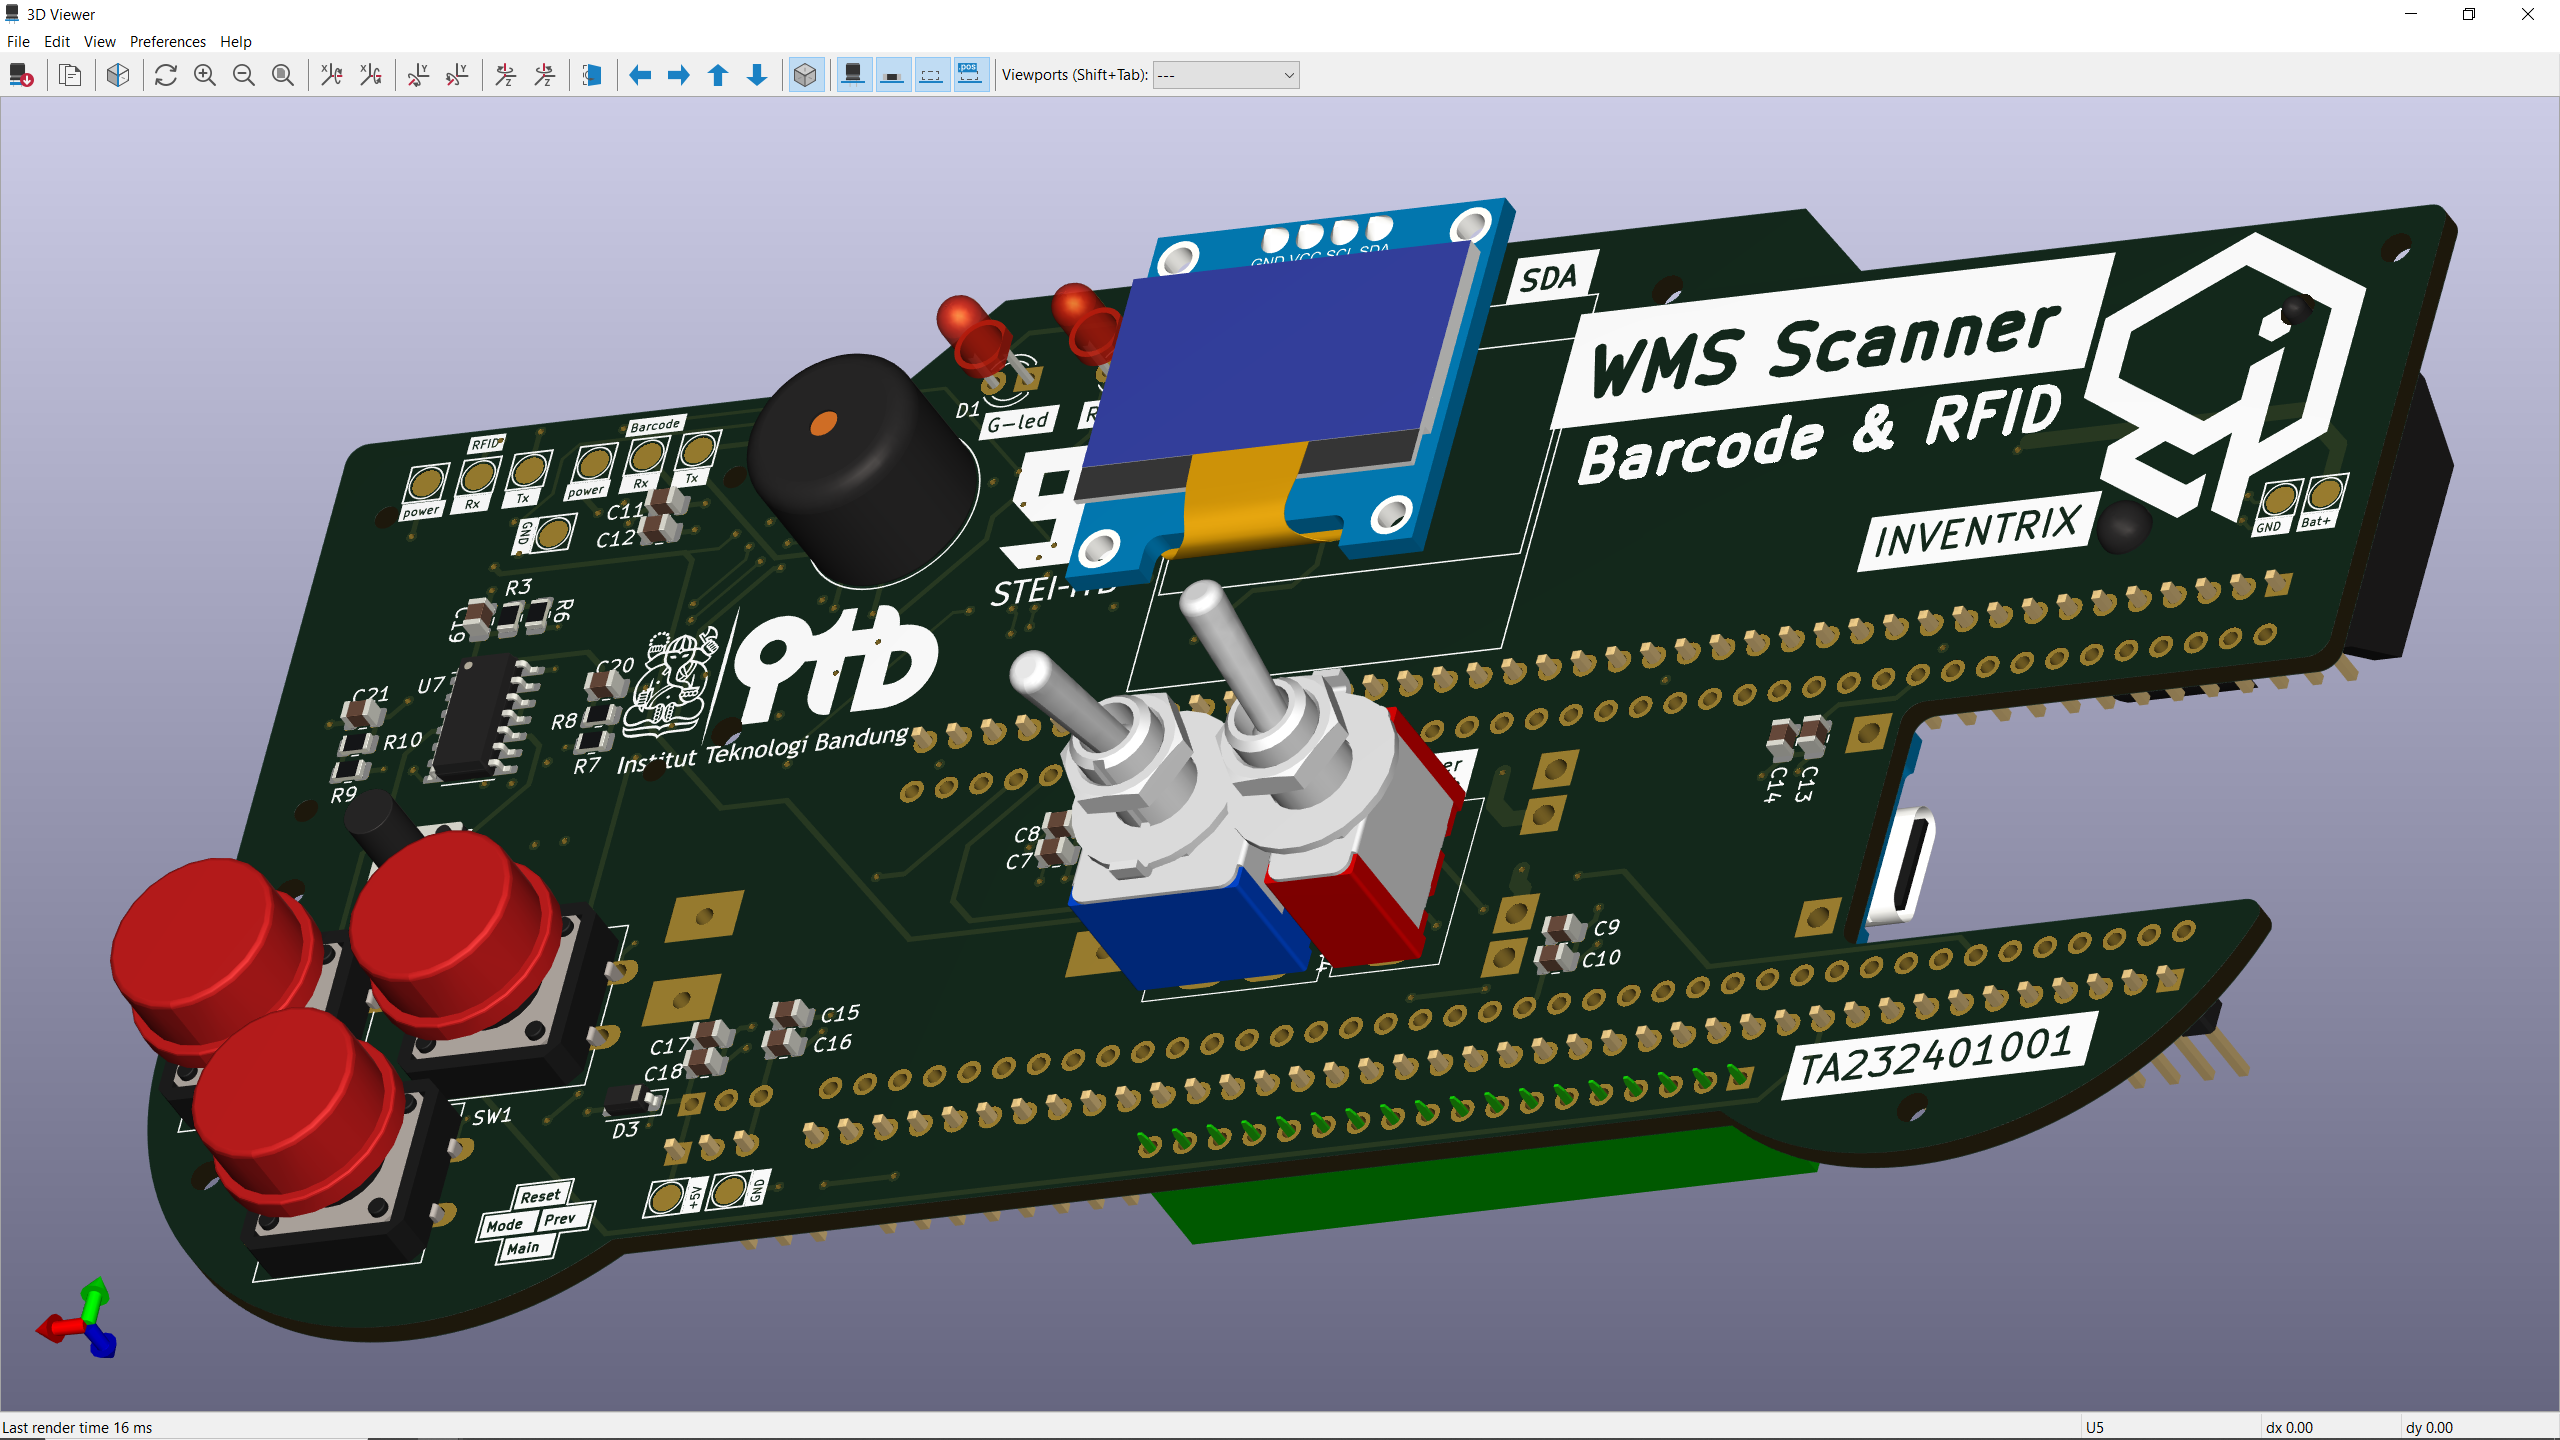 3D Viewer
File Edit View Preferences Help
Viewports (Shift+Tab): ---
GND VCC SCL SDA
SDA
WMS Scanner
Barcode & RFID
INVENTRIX
GND Bat+
D1
G-led
RFID
Barcode
power Rx Tx
power Rx Tx
GND
C11
C12
R3
C19
R6
STEI-ITB
itb
Institut Teknologi Bandung
C20
U7
C21
R8
R10
R7
R9
C8
C7
C14
C13
C9
C10
C15
C16
C17
C18
D3
SW1
TA232401001
+5V
GND
Reset
Mode Prev
Main
Last render time 16 ms
U5
dx 0.00
dy 0.00